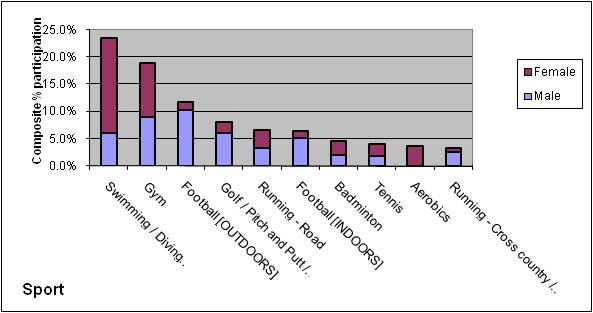 Composite % participation
25.0%
20.0%
15.0%
10.0%
5.0%
0.0%
Swimming / Diving..
Gym
Football [OUTDOORS]
Golf / Pitch and Putt /..
Running - Road
Football [INDOORS]
Badminton
Tennis
Aerobics
Running - Cross country /..
Sport
Female
Male